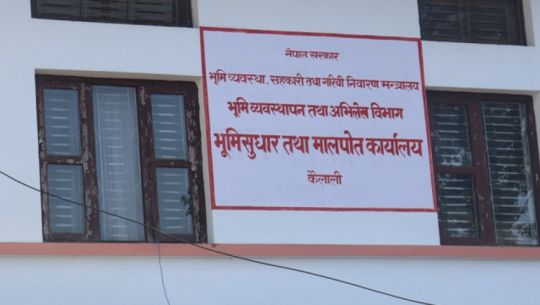 नेपाल सरकार
भूमि व्यवस्था, सहकारी तथा गरिवी निवारण मन्त्रालय
भूमि व्यवस्थापन तथा अभिलेख विभाग
भूमिसुधार तथा मालपोत कार्यालय
कैलाली